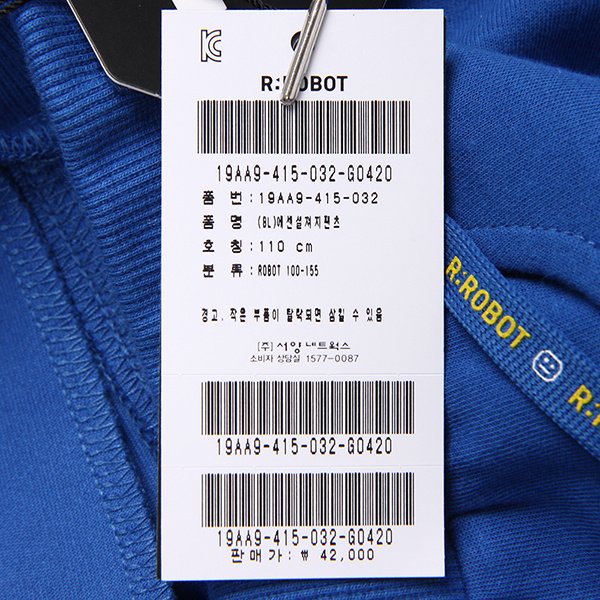 R:ROBOT
19AA9-415-032-G0420
품 번 : 19AA9-415-032
품 명 : (BL)에센셜져지팬츠
호 칭 : 110 cm
분 류 : ROBOT 100-155
경고. 작은 부품이 탈락되면 삼킬 수 있음
(주) 서양네트웍스
소비자 상담실 1577-0087
19AA9-415-032-G0420
19AA9-415-032-G0420
판매가 : ₩ 42,000
R:ROBOT
R: